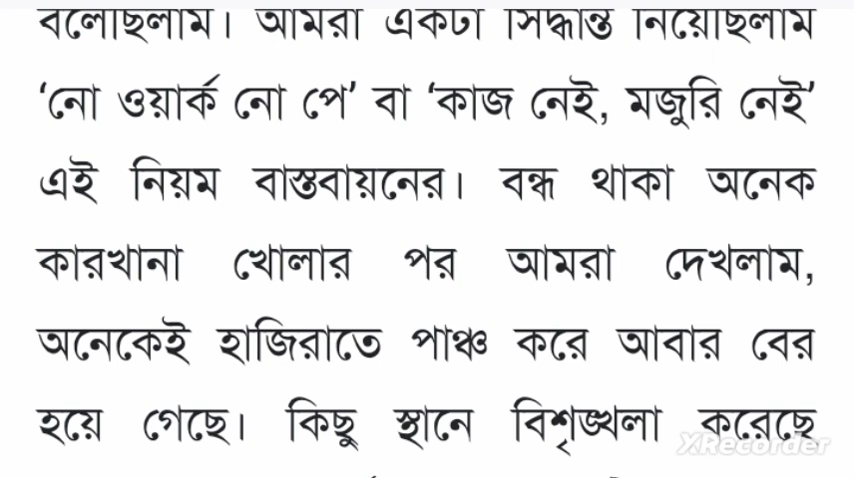 বলেছিলাম। আমরা একটা সিদ্ধান্ত নিয়েছিলাম
‘নো ওয়ার্ক নো পে’ বা ‘কাজ নেই, মজুরি নেই’
এই নিয়ম বাস্তবায়নের। বন্ধ থাকা অনেক
কারখানা খোলার পর আমরা দেখলাম,
অনেকেই হাজিরাতে পাঞ্চ করে আবার বের
হয়ে গেছে। কিছু স্থানে বিশৃঙ্খলা করেছে
XRecorder